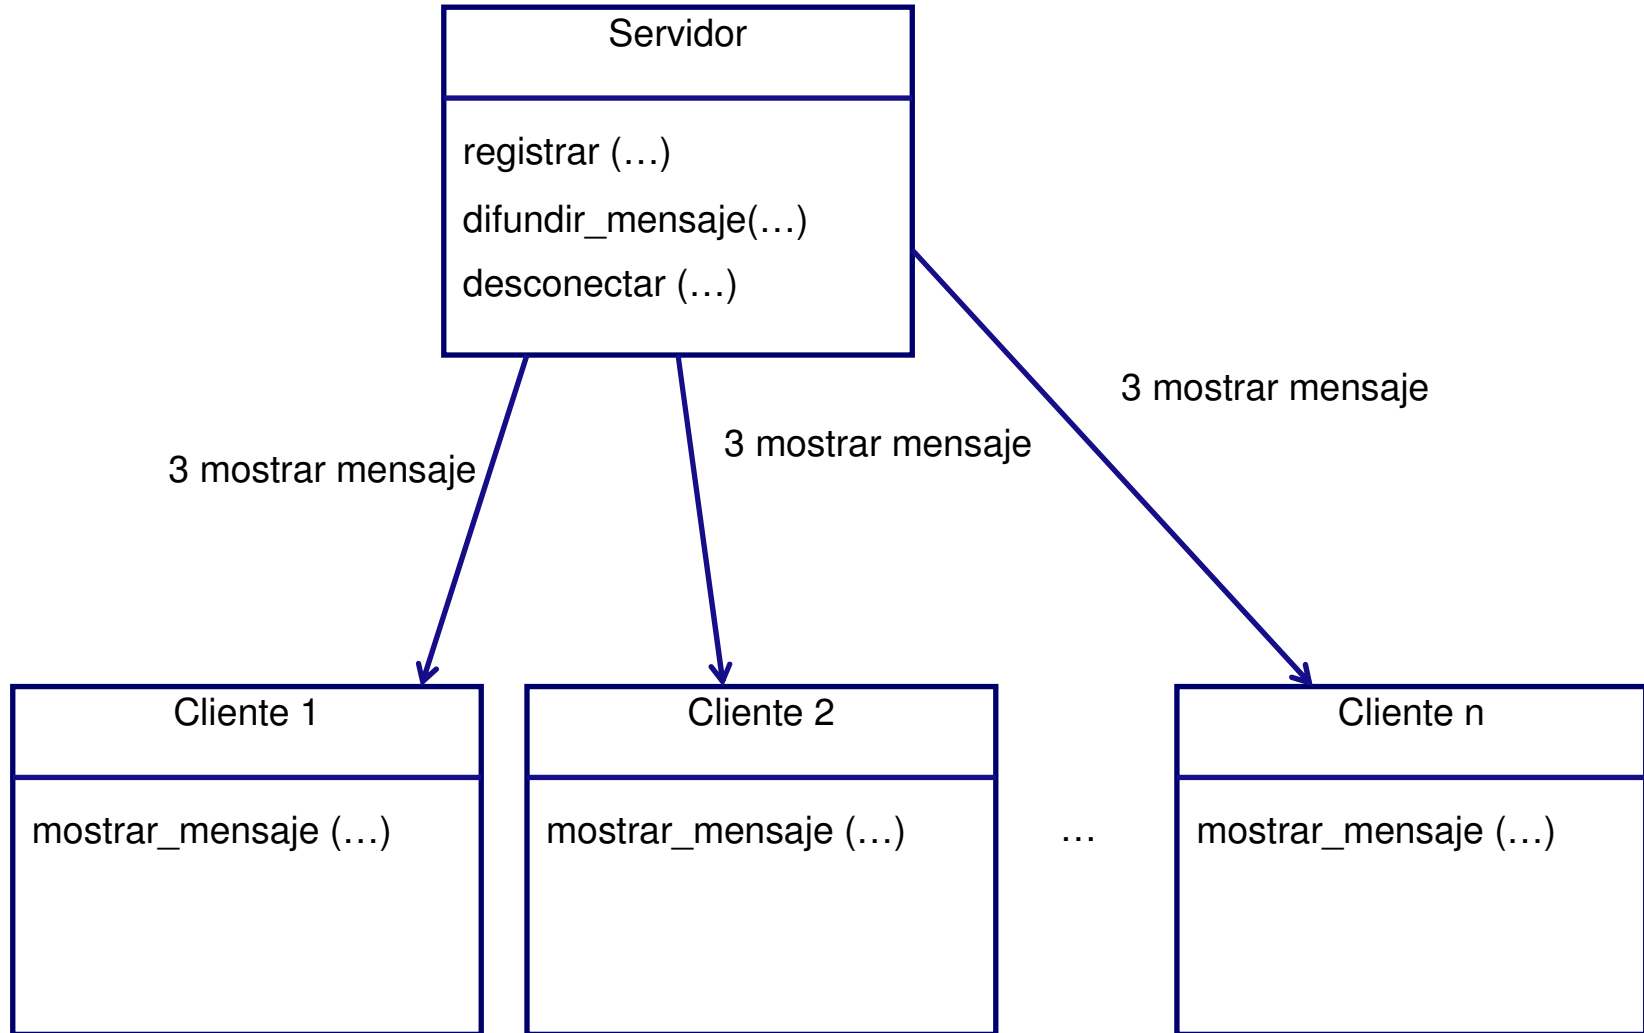 Servidor
registrar (…)
difundir_mensaje(…)
desconectar (…)
3 mostrar mensaje
3 mostrar mensaje
3 mostrar mensaje
Cliente 1
mostrar_mensaje (…)
Cliente 2
mostrar_mensaje (…)
…
Cliente n
mostrar_mensaje (…)